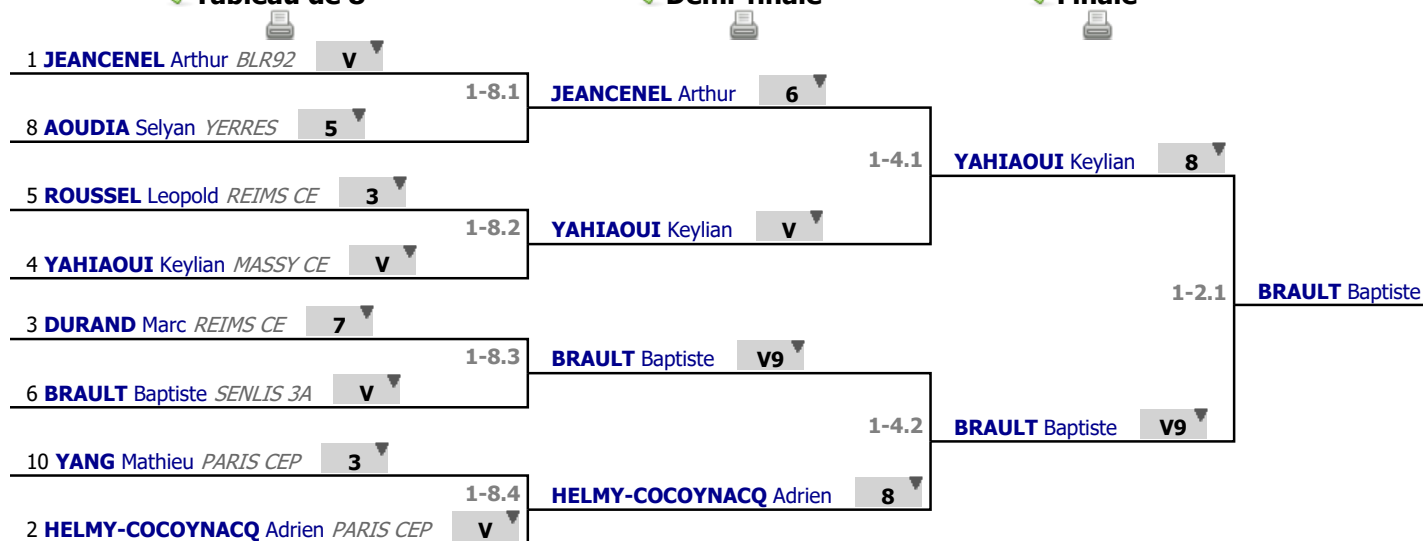 Tableau de 8
Demi-finale
Finale
1 JEANCENEL Arthur BLR92 V
1-8.1
8 AOUDIA Selyan YERRES 5
5 ROUSSEL Leopold REIMS CE 3
1-8.2
4 YAHIAOUI Keylian MASSY CE V
3 DURAND Marc REIMS CE 7
1-8.3
6 BRAULT Baptiste SENLIS 3A V
10 YANG Mathieu PARIS CEP 3
1-8.4
2 HELMY-COCOYNACQ Adrien PARIS CEP V
JEANCENEL Arthur 6
1-4.1
YAHIAOUI Keylian V
BRAULT Baptiste V9
1-4.2
HELMY-COCOYNACQ Adrien 8
YAHIAOUI Keylian 8
1-2.1
BRAULT Baptiste V9
BRAULT Baptiste